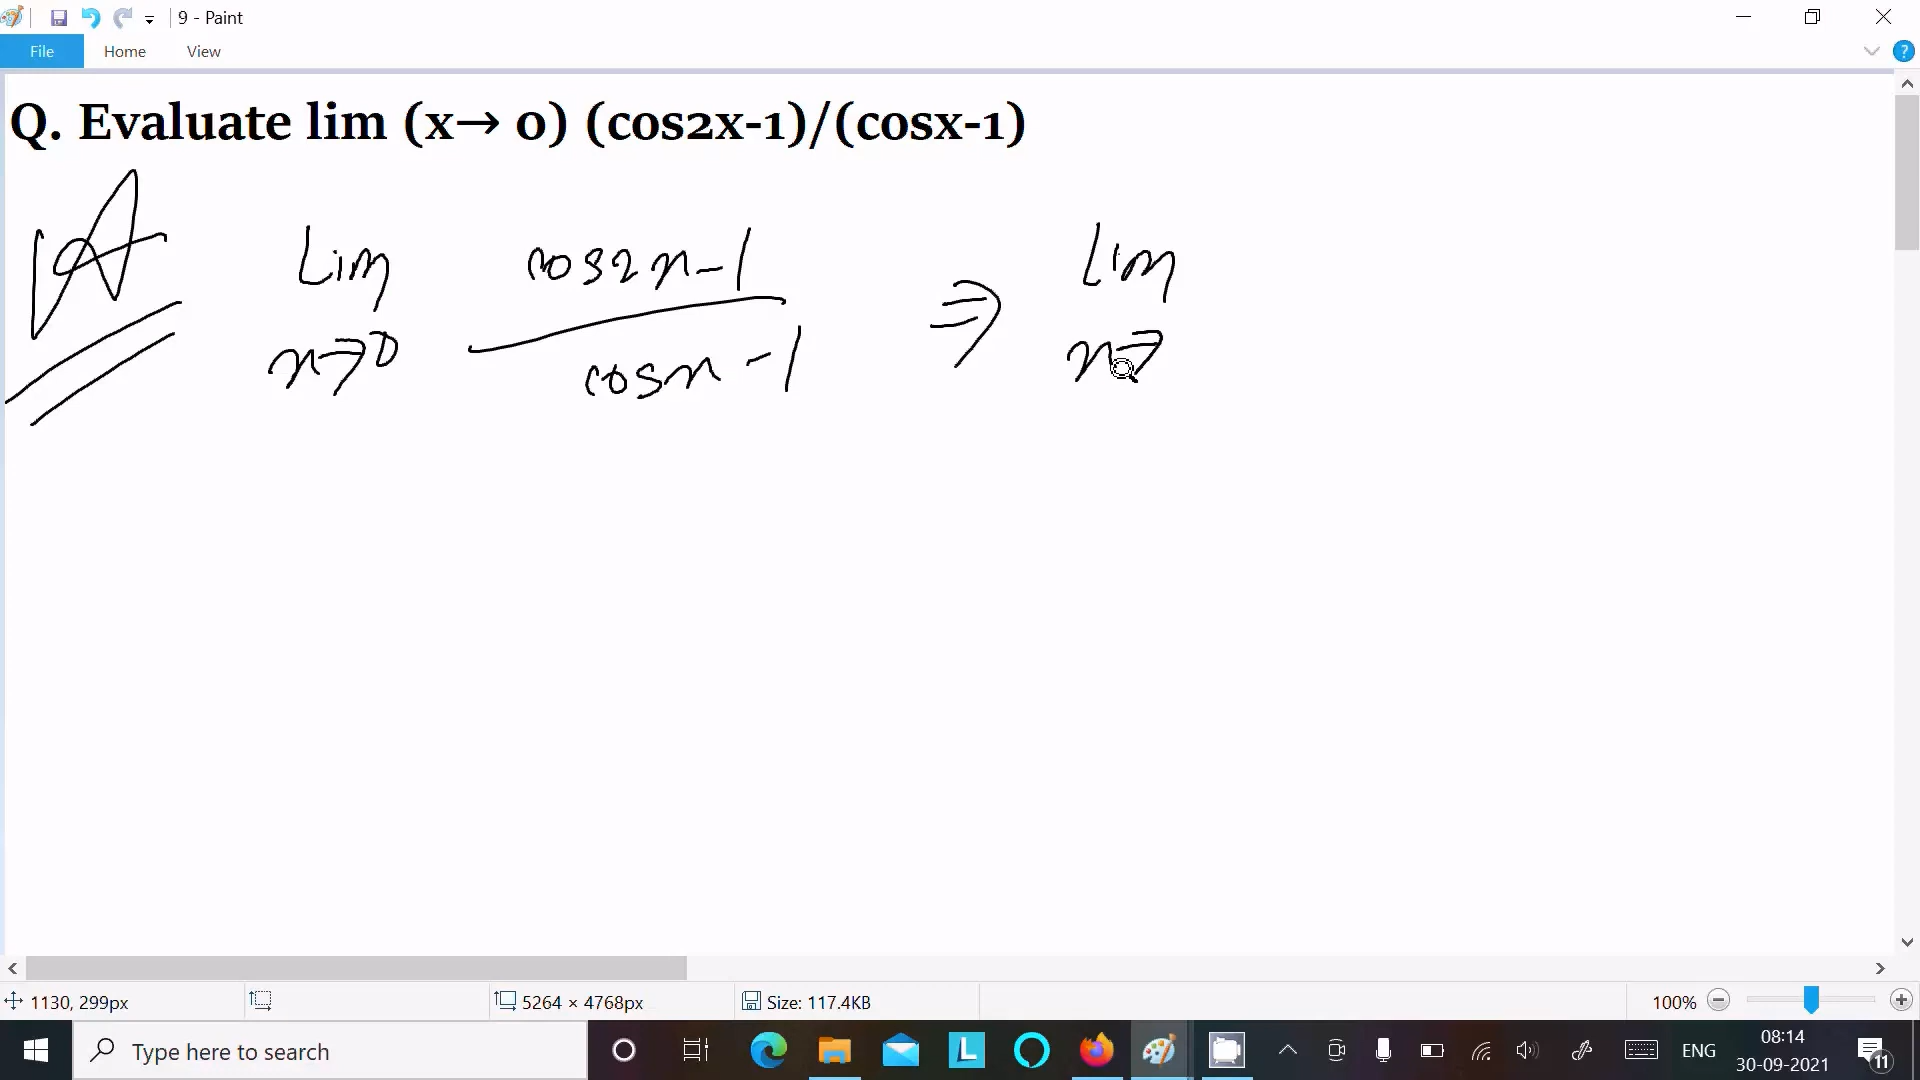 9 - Paint
File Home View
Q. Evaluate lim (x→ 0) (cos2x-1)/(cosx-1)
A
Lim x→0 cos2x-1 / cosx-1 ⇒ Lim x→
1130, 299px 5264 × 4768px Size: 117.4KB 100%
Type here to search
L
ENG
08:14
30-09-2021
11